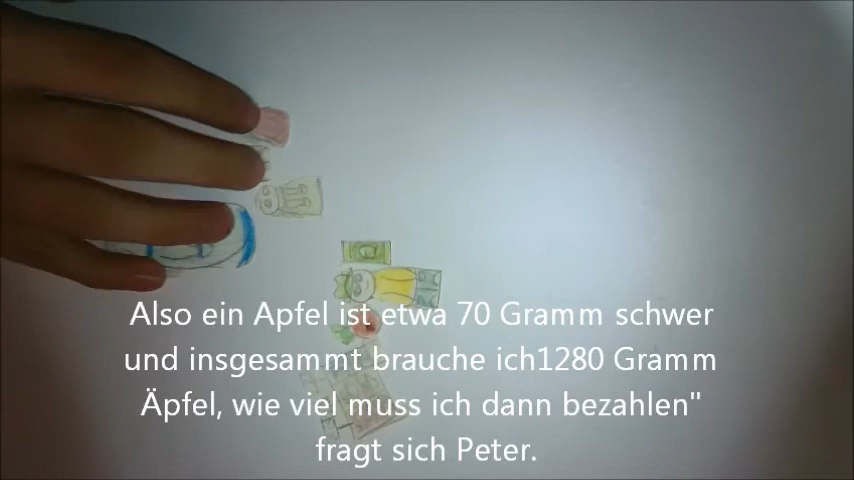 Also ein Apfel ist etwa 70 Gramm schwer
und insgesammt brauche ich1280 Gramm
Äpfel, wie viel muss ich dann bezahlen"
fragt sich Peter.